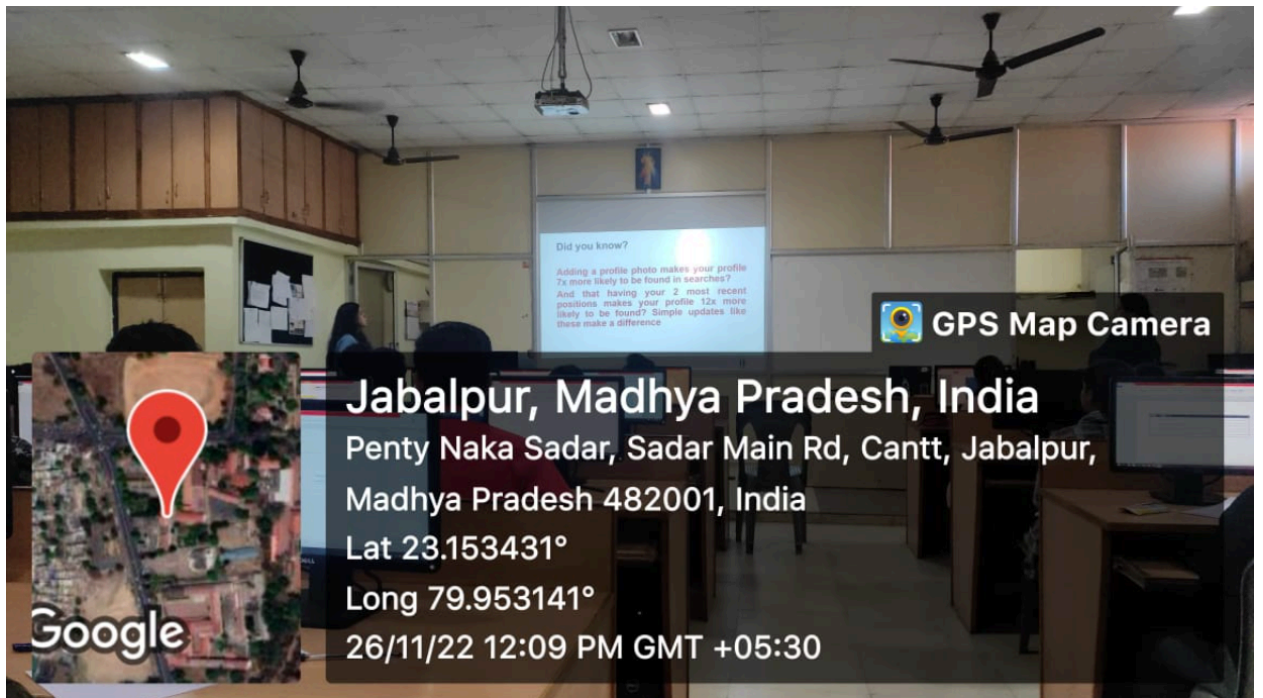 Did you know?
Adding a profile photo makes your profile
7x more likely to be found in searches?
And that having your 2 most recent
positions makes your profile 12x more
likely to be found? Simple updates like
these make a difference
GPS Map Camera
Jabalpur, Madhya Pradesh, India
Penty Naka Sadar, Sadar Main Rd, Cantt, Jabalpur,
Madhya Pradesh 482001, India
Lat 23.153431°
Long 79.953141°
26/11/22 12:09 PM GMT +05:30
Google